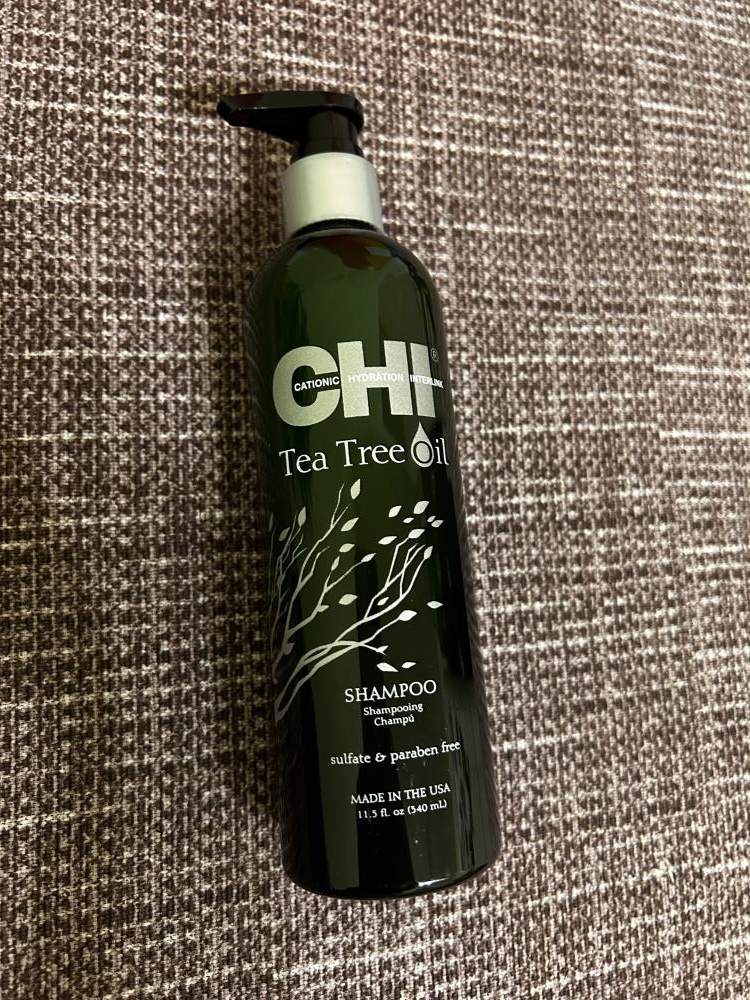 CHI®
CATIONIC HYDRATION INTERLINK
Tea Tree Oil
SHAMPOO
Shampooing
Champú
sulfate & paraben free
MADE IN THE USA
11.5 fl. oz (340 mL)